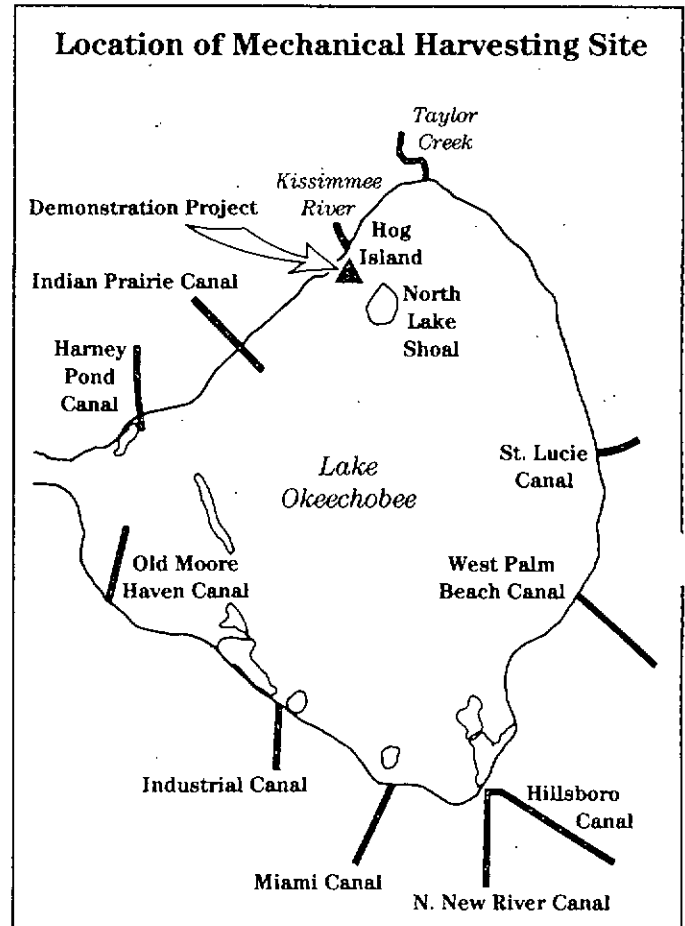 Location of Mechanical Harvesting Site
Taylor
Creek
Kissimmee
River
Demonstration Project
Hog
Island
Indian Prairie Canal
North
Lake
Shoal
Harney
Pond
Canal
St. Lucie
Canal
Lake
Okeechobee
Old Moore
Haven Canal
West Palm
Beach Canal
Industrial Canal
Hillsboro
Canal
Miami Canal
N. New River Canal